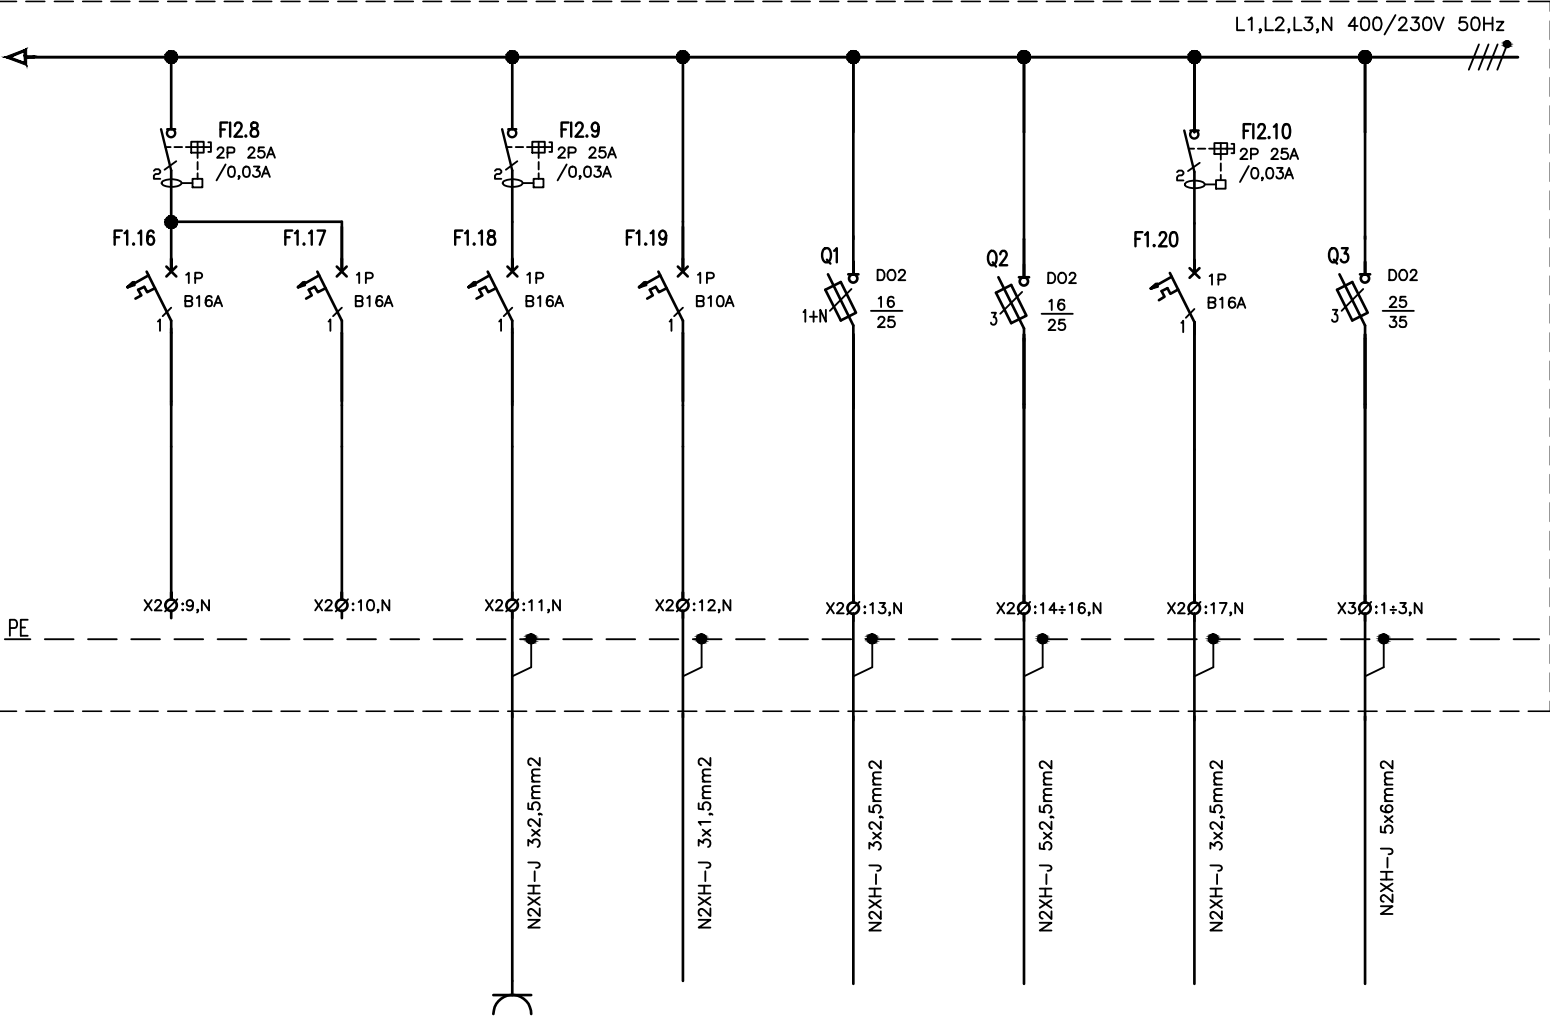 L1,L2,L3,N 400/230V 50Hz
FI2.8
2P 25A
/0,03A
2
FI2.9
2P 25A
/0,03A
2
FI2.10
2P 25A
/0,03A
2
F1.16
1P
B16A
1
F1.17
1P
B16A
1
F1.18
1P
B16A
1
F1.19
1P
B10A
1
Q1
DO2
16
25
1+N
Q2
DO2
16
25
3
F1.20
1P
B16A
1
Q3
DO2
25
35
3
X2Ø:9,N
X2Ø:10,N
X2Ø:11,N
X2Ø:12,N
X2Ø:13,N
X2Ø:14÷16,N
X2Ø:17,N
X3Ø:1÷3,N
PE
N2XH-J 3x2,5mm2
N2XH-J 3x1,5mm2
N2XH-J 3x2,5mm2
N2XH-J 5x2,5mm2
N2XH-J 3x2,5mm2
N2XH-J 5x6mm2